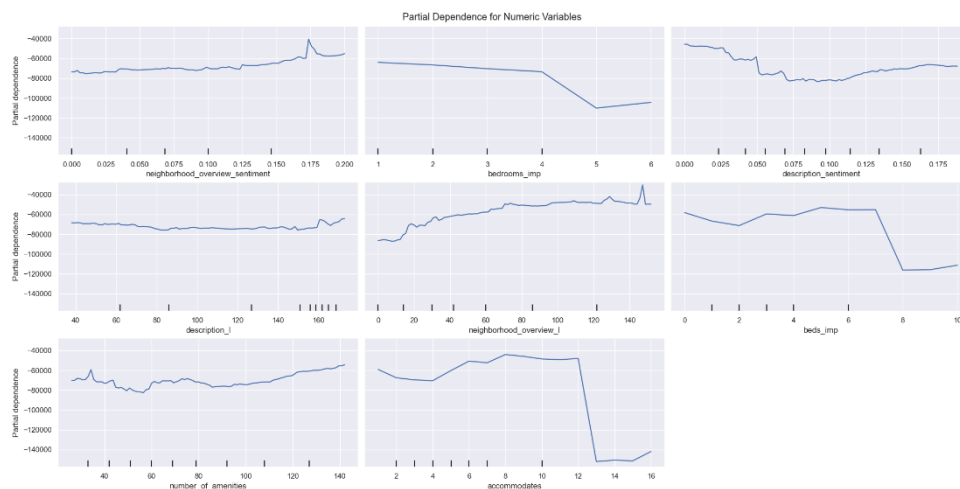 Partial Dependence for Numeric Variables
Partial dependence
−40000
−60000
−80000
−100000
−120000
−140000
0.000 0.025 0.050 0.075 0.100 0.125 0.150 0.175 0.200
neighborhood_overview_sentiment
1 2 3 4 5 6
bedrooms_imp
0.000 0.025 0.050 0.075 0.100 0.125 0.150 0.175
description_sentiment
Partial dependence
−40000
−60000
−80000
−100000
−120000
−140000
40 60 80 100 120 140 160
description_l
0 20 40 60 80 100 120 140
neighborhood_overview_l
0 2 4 6 8 10
beds_imp
Partial dependence
−40000
−60000
−80000
−100000
−120000
−140000
40 60 80 100 120 140
number_of_amenities
2 4 6 8 10 12 14 16
accommodates